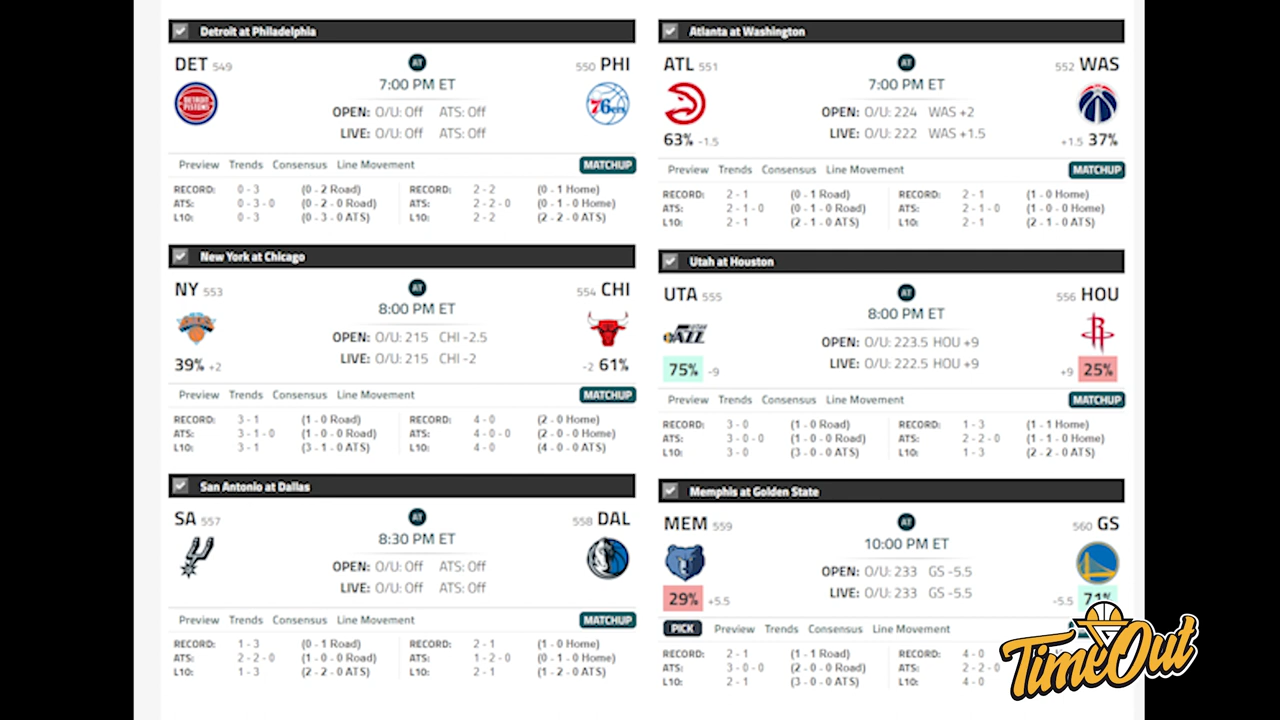 Detroit at Philadelphia
DET 549
AT
550 PHI
7:00 PM ET
DETROIT PISTONS
76ers
OPEN: O/U: Off ATS: Off
LIVE: O/U: Off ATS: Off
Preview Trends Consensus Line Movement MATCHUP
RECORD: 0 - 3 (0 - 2 Road) RECORD: 2 - 2 (0 - 1 Home)
ATS: 0 - 3 - 0 (0 - 2 - 0 Road) ATS: 2 - 2 - 0 (0 - 1 - 0 Home)
L10: 0 - 3 (0 - 3 - 0 ATS) L10: 2 - 2 (2 - 2 - 0 ATS)
Atlanta at Washington
ATL 551
AT
552 WAS
7:00 PM ET
OPEN: O/U: 224 WAS +2
LIVE: O/U: 222 WAS +1.5
63% -1.5
+1.5 37%
Preview Trends Consensus Line Movement MATCHUP
RECORD: 2 - 1 (0 - 1 Road) RECORD: 2 - 1 (1 - 0 Home)
ATS: 2 - 1 - 0 (0 - 1 - 0 Road) ATS: 2 - 1 - 0 (1 - 0 - 0 Home)
L10: 2 - 1 (2 - 1 - 0 ATS) L10: 2 - 1 (2 - 1 - 0 ATS)
New York at Chicago
NY 553
AT
554 CHI
8:00 PM ET
OPEN: O/U: 215 CHI -2.5
LIVE: O/U: 215 CHI -2
39% +2
-2 61%
Preview Trends Consensus Line Movement MATCHUP
RECORD: 3 - 1 (1 - 0 Road) RECORD: 4 - 0 (2 - 0 Home)
ATS: 3 - 1 - 0 (1 - 0 - 0 Road) ATS: 4 - 0 - 0 (2 - 0 - 0 Home)
L10: 3 - 1 (3 - 1 - 0 ATS) L10: 4 - 0 (4 - 0 - 0 ATS)
Utah at Houston
UTA 555
AT
556 HOU
8:00 PM ET
UTAH JAZZ
OPEN: O/U: 223.5 HOU +9
LIVE: O/U: 222.5 HOU +9
75% -9
+9 25%
Preview Trends Consensus Line Movement MATCHUP
RECORD: 3 - 0 (1 - 0 Road) RECORD: 1 - 3 (1 - 1 Home)
ATS: 3 - 0 - 0 (1 - 0 - 0 Road) ATS: 2 - 2 - 0 (1 - 1 - 0 Home)
L10: 3 - 0 (3 - 0 - 0 ATS) L10: 1 - 3 (2 - 2 - 0 ATS)
San Antonio at Dallas
SA 557
AT
558 DAL
8:30 PM ET
OPEN: O/U: Off ATS: Off
LIVE: O/U: Off ATS: Off
Preview Trends Consensus Line Movement MATCHUP
RECORD: 1 - 3 (0 - 1 Road) RECORD: 2 - 1 (1 - 0 Home)
ATS: 2 - 2 - 0 (1 - 0 - 0 Road) ATS: 1 - 2 - 0 (0 - 1 - 0 Home)
L10: 1 - 3 (2 - 2 - 0 ATS) L10: 2 - 1 (1 - 2 - 0 ATS)
Memphis at Golden State
MEM 559
AT
560 GS
10:00 PM ET
OPEN: O/U: 233 GS -5.5
LIVE: O/U: 233 GS -5.5
29% +5.5
-5.5 71%
PICK Preview Trends Consensus Line Movement
RECORD: 2 - 1 (1 - 1 Road) RECORD: 4 - 0
ATS: 3 - 0 - 0 (2 - 0 - 0 Road) ATS: 2 - 2 - 0
L10: 2 - 1 (3 - 0 - 0 ATS) L10: 4 - 0
TimeOut